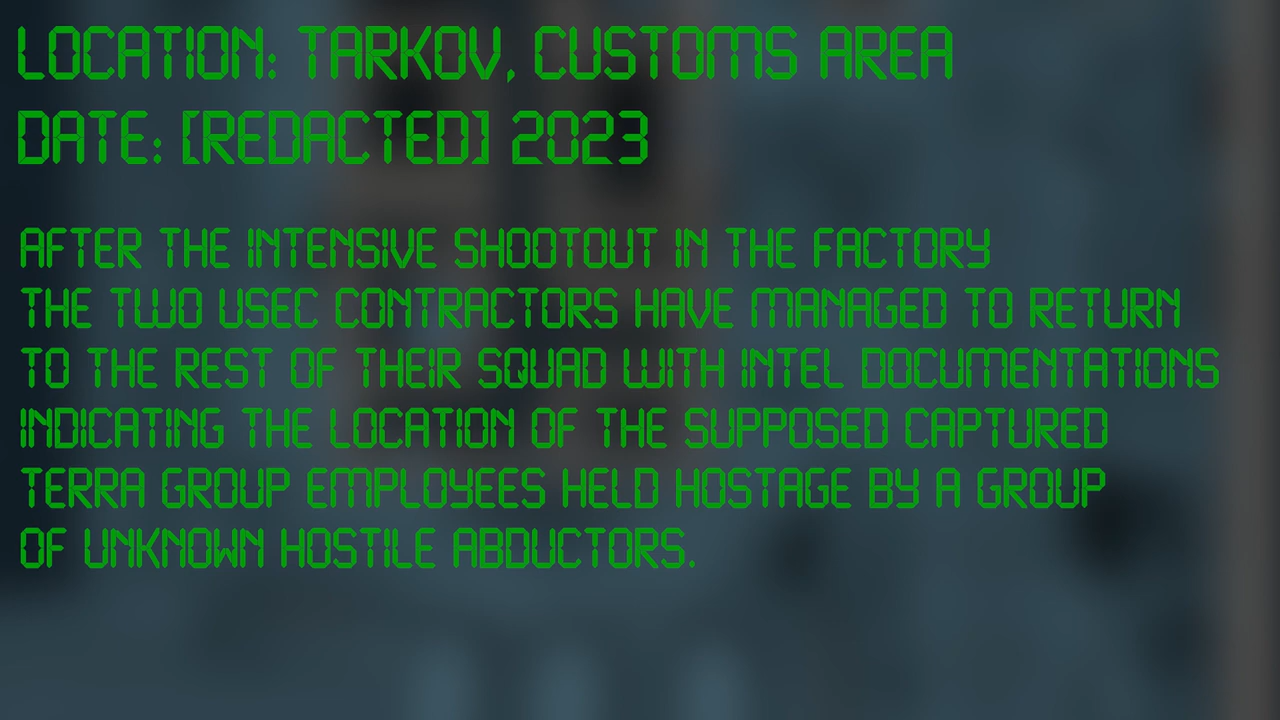 LOCATION: TARKOV, CUSTOMS AREA
DATE: [REDACTED] 2023
AFTER THE INTENSIVE SHOOTOUT IN THE FACTORY
THE TWO USEC CONTRACTORS HAVE MANAGED TO RETURN
TO THE REST OF THEIR SQUAD WITH INTEL DOCUMENTATIONS
INDICATING THE LOCATION OF THE SUPPOSED CAPTURED
TERRA GROUP EMPLOYEES HELD HOSTAGE BY A GROUP
OF UNKNOWN HOSTILE ABDUCTORS.